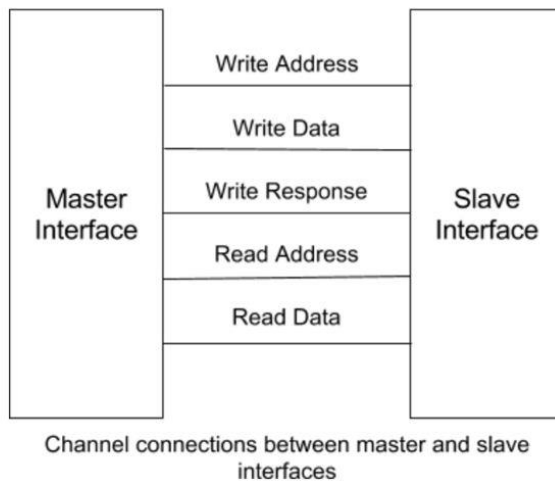 Write Address
Write Data
Master
Interface
Write Response
Slave
Interface
Read Address
Read Data
Channel connections between master and slave
interfaces